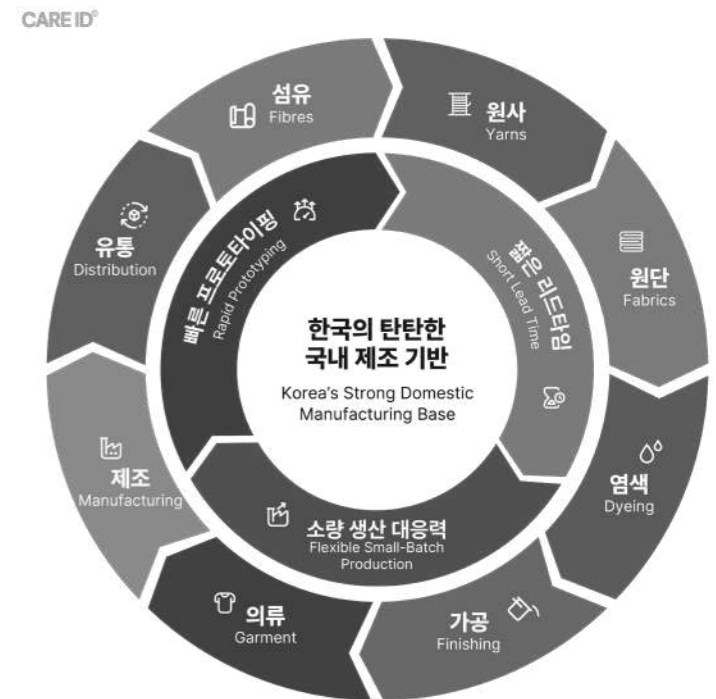 CARE ID®
섬유
Fibres
원사
Yarns
원단
Fabrics
염색
Dyeing
가공
Finishing
의류
Garment
제조
Manufacturing
유통
Distribution
빠른 프로토타이핑
Rapid Prototyping
짧은 리드타임
Short Lead Time
소량 생산 대응력
Flexible Small-Batch
Production
한국의 탄탄한
국내 제조 기반
Korea's Strong Domestic
Manufacturing Base